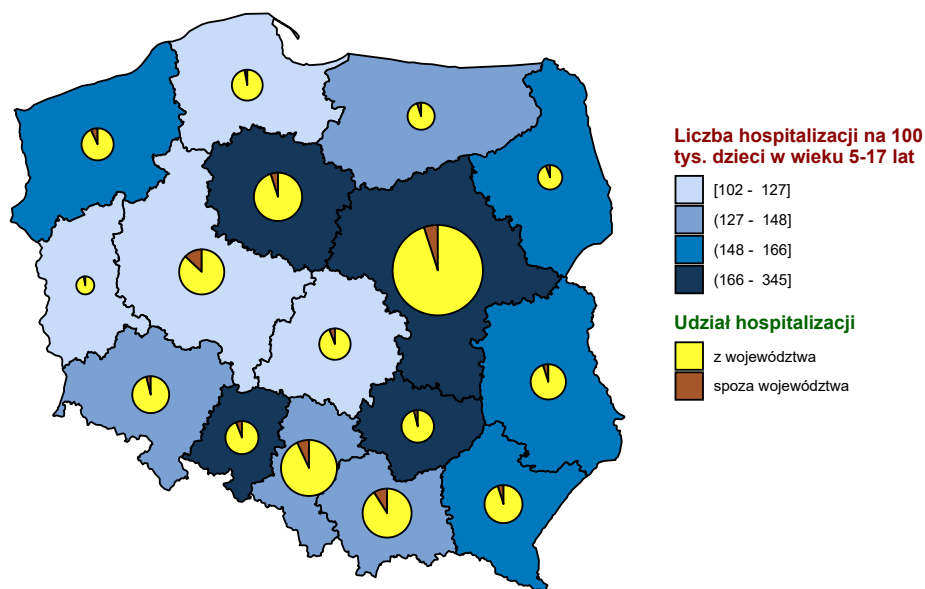 Liczba hospitalizacji na 100
tys. dzieci w wieku 5-17 lat
[102 - 127]
(127 - 148]
(148 - 166]
(166 - 345]
Udział hospitalizacji
z województwa
spoza województwa